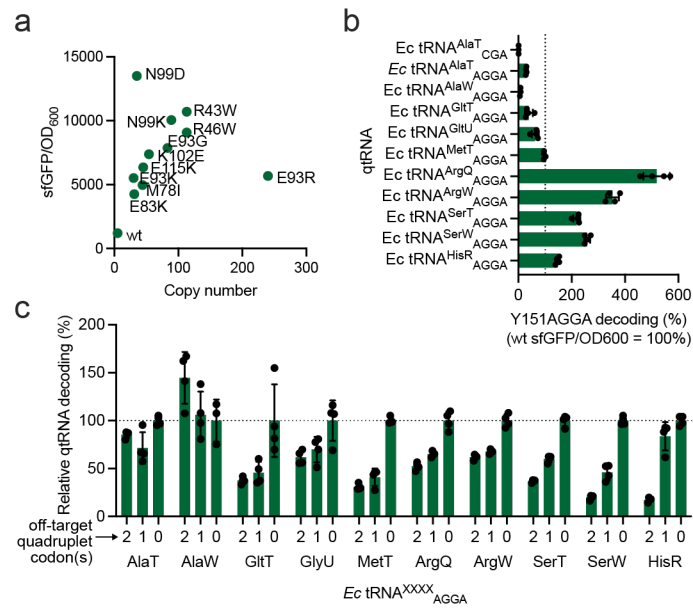 a
sfGFP/OD600
15000
10000
5000
0
N99D
N99K
R43W
R46W
E93G
K102E
E115K
E93K
M78I
E83K
E93R
wt
0 100 200 300
Copy number
b
qtRNA
Ec tRNAAlaTCGA
Ec tRNAAlaTAGGA
Ec tRNAAlaWAGGA
Ec tRNAGltTAGGA
Ec tRNAGltUAGGA
Ec tRNAMetTAGGA
Ec tRNAArgQAGGA
Ec tRNAArgWAGGA
Ec tRNASerTAGGA
Ec tRNASerWAGGA
Ec tRNAHisRAGGA
0 200 400 600
Y151AGGA decoding (%)
(wt sfGFP/OD600 = 100%)
c
Relative qtRNA decoding (%)
200
150
100
50
0
off-target
quadruplet
codon(s)
2 1 0 2 1 0 2 1 0 2 1 0 2 1 0 2 1 0 2 1 0 2 1 0 2 1 0 2 1 0
AlaT AlaW GltT GlyU MetT ArgQ ArgW SerT SerW HisR
Ec tRNAXXXXAGGA